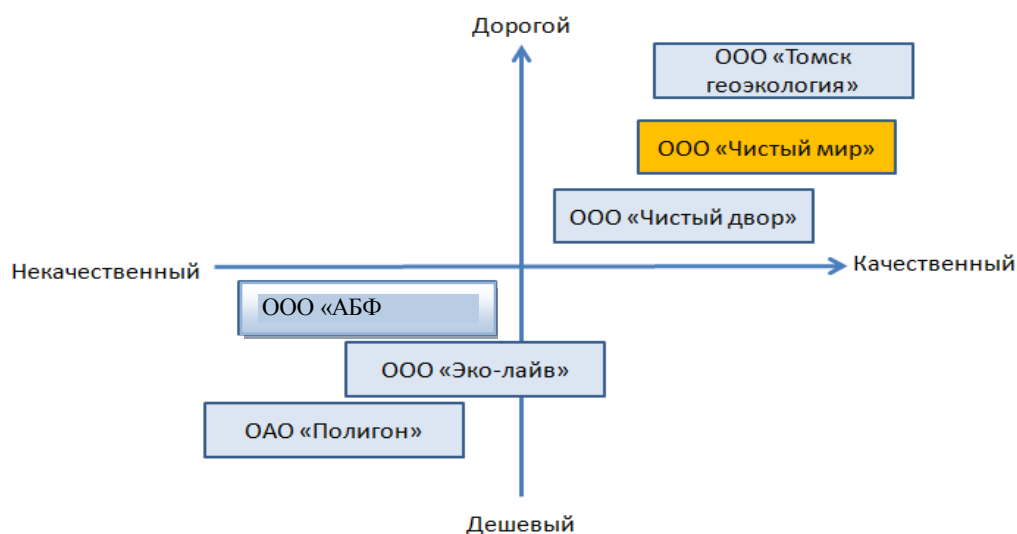 Дорогой
ООО «Томск
геоэкология»
ООО «Чистый мир»
ООО «Чистый двор»
Некачественный
Качественный
ООО «АБФ
ООО «Эко-лайв»
ОАО «Полигон»
Дешевый